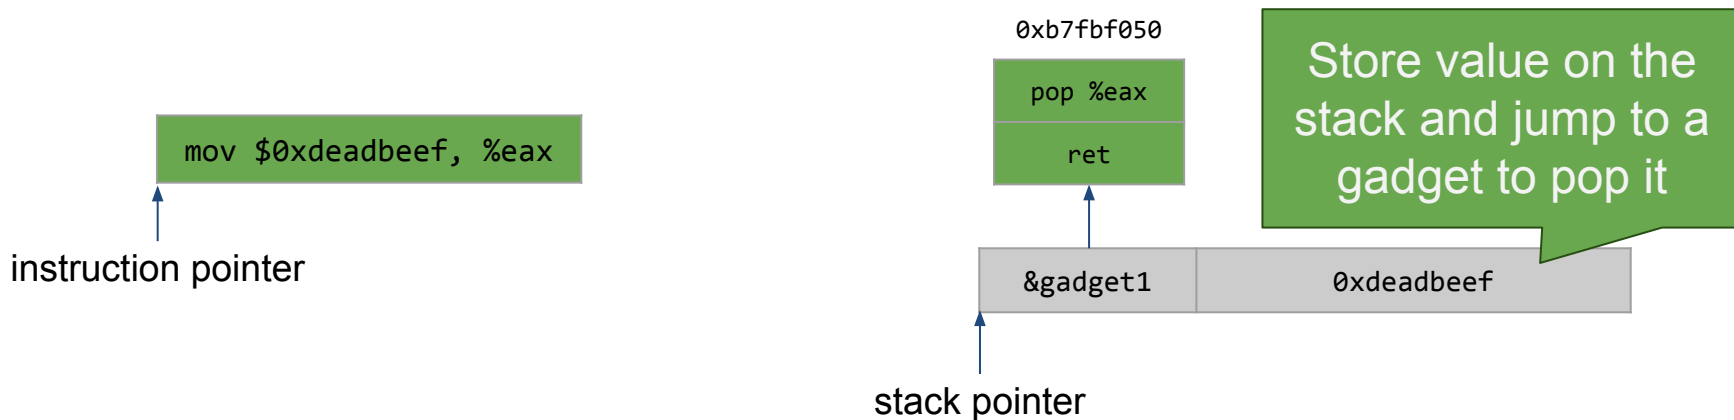 mov $0xdeadbeef, %eax
instruction pointer
0xb7fbf050
pop %eax
ret
&gadget1
0xdeadbeef
stack pointer
Store value on the
stack and jump to a
gadget to pop it